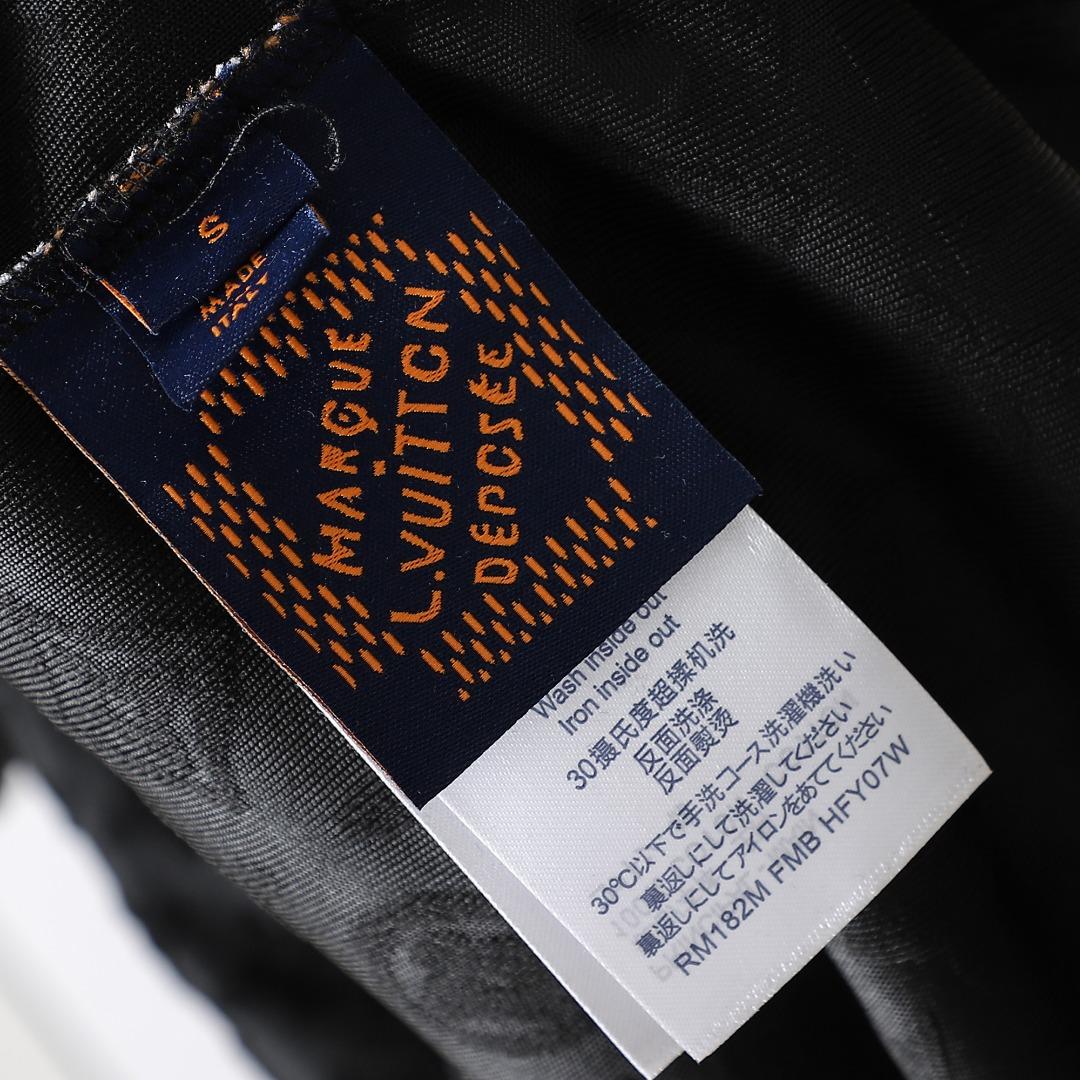 S
MADE
ITALY
MARQUE
L.VUITTON
DEPOSÉE
Wash inside out
Iron inside out
30摄氏度超揉机洗
反面洗涤
反面熨烫
30℃以下で手洗コース洗濯機洗い
裏返しにして洗濯してください
裏返しにしてアイロンをあててください
RM182M FMB HFY07W